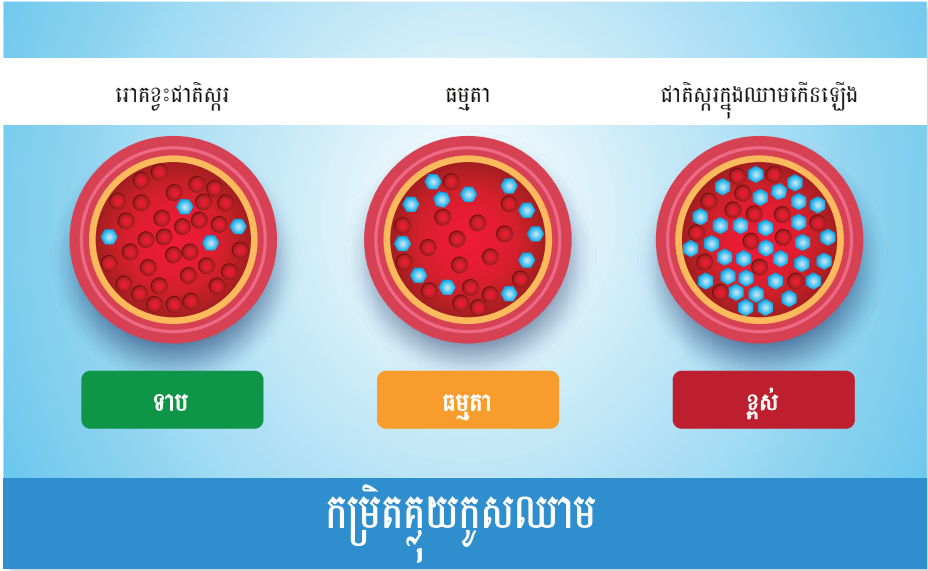 រោគខ្វះជាតិស្ករ
ធម្មតា
ជាតិស្ករក្នុងឈាមកើនឡើង
ទាប
ធម្មតា
ខ្ពស់
កម្រិតគ្លុយកូសឈាម